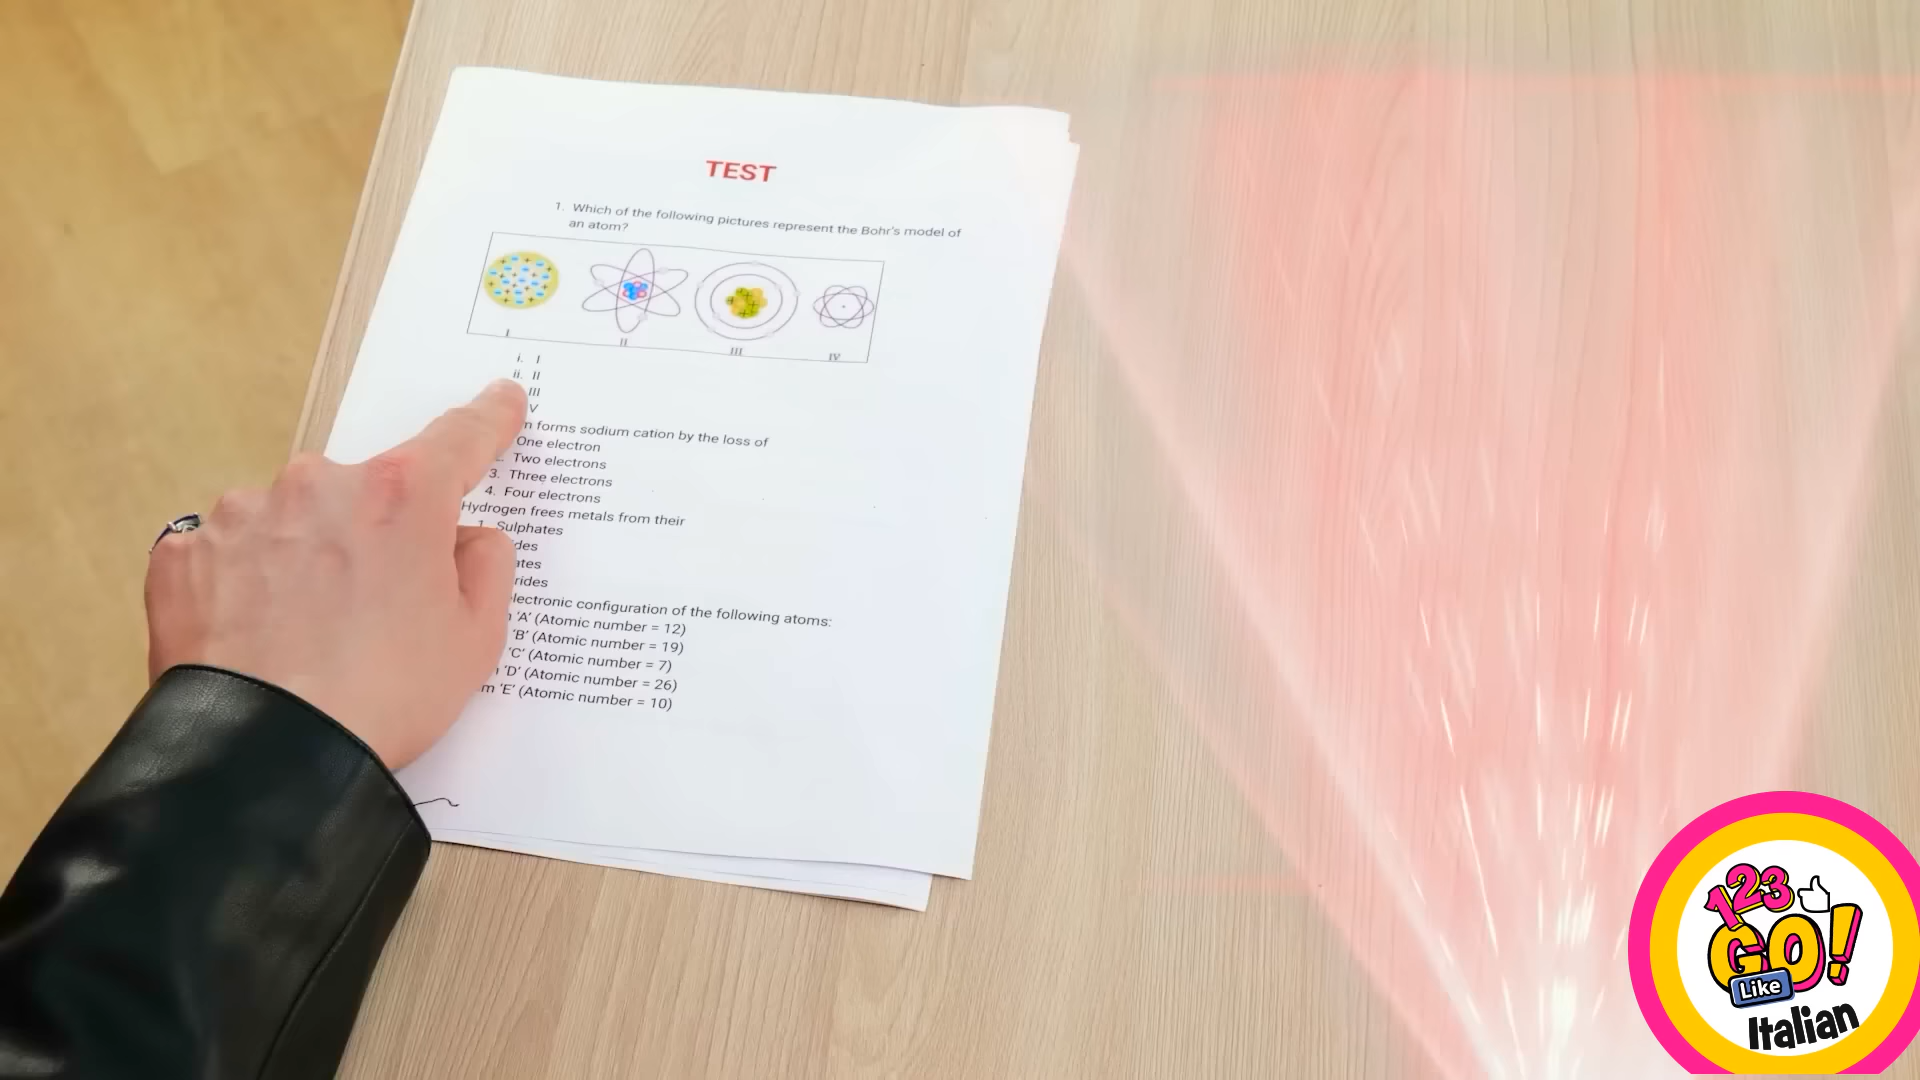 TEST
1. Which of the following pictures represent the Bohr's model of
an atom?
I
II
III
IV
i. I
ii. II
III
V
n forms sodium cation by the loss of
One electron
Two electrons
3. Three electrons
4. Four electrons
Hydrogen frees metals from their
1. Sulphates
ides
ates
rides
lectronic configuration of the following atoms:
'A' (Atomic number = 12)
'B' (Atomic number = 19)
'C' (Atomic number = 7)
'D' (Atomic number = 26)
m 'E' (Atomic number = 10)
123
GO!
Like
Italian